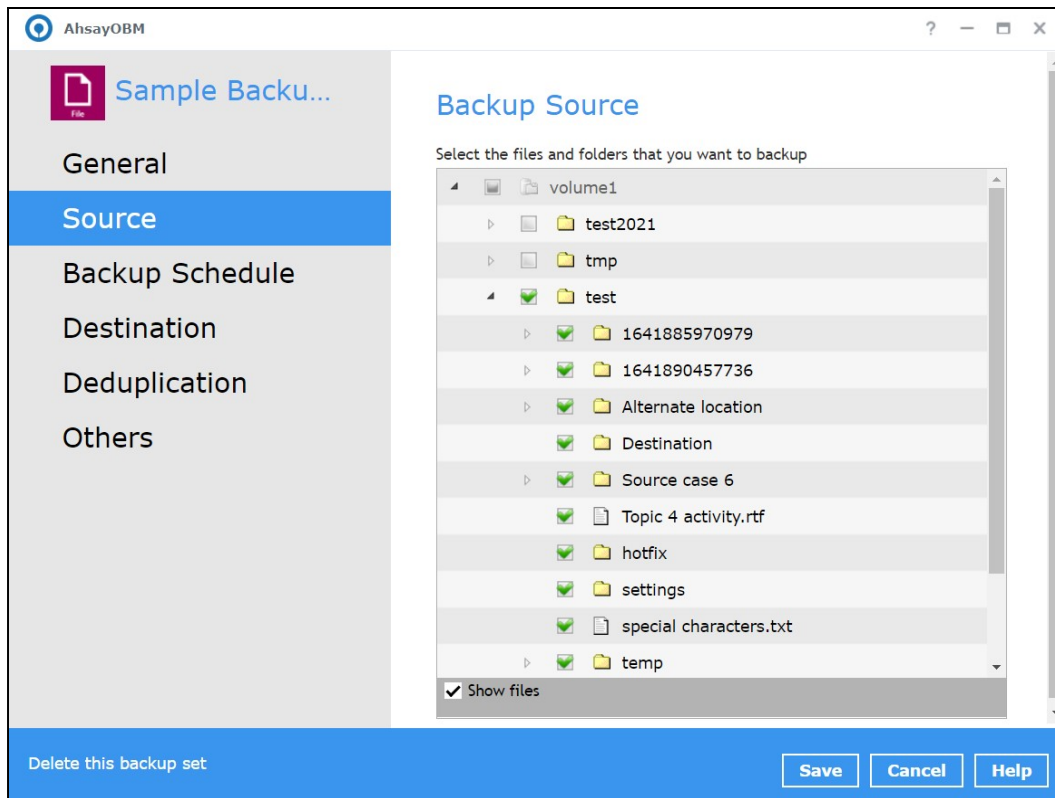 AhsayOBM
?
File
Sample Backu...
General
Source
Backup Schedule
Destination
Deduplication
Others
Backup Source
Select the files and folders that you want to backup
volume1
test2021
tmp
test
1641885970979
1641890457736
Alternate location
Destination
Source case 6
Topic 4 activity.rtf
hotfix
settings
special characters.txt
temp
Show files
Delete this backup set
Save Cancel Help